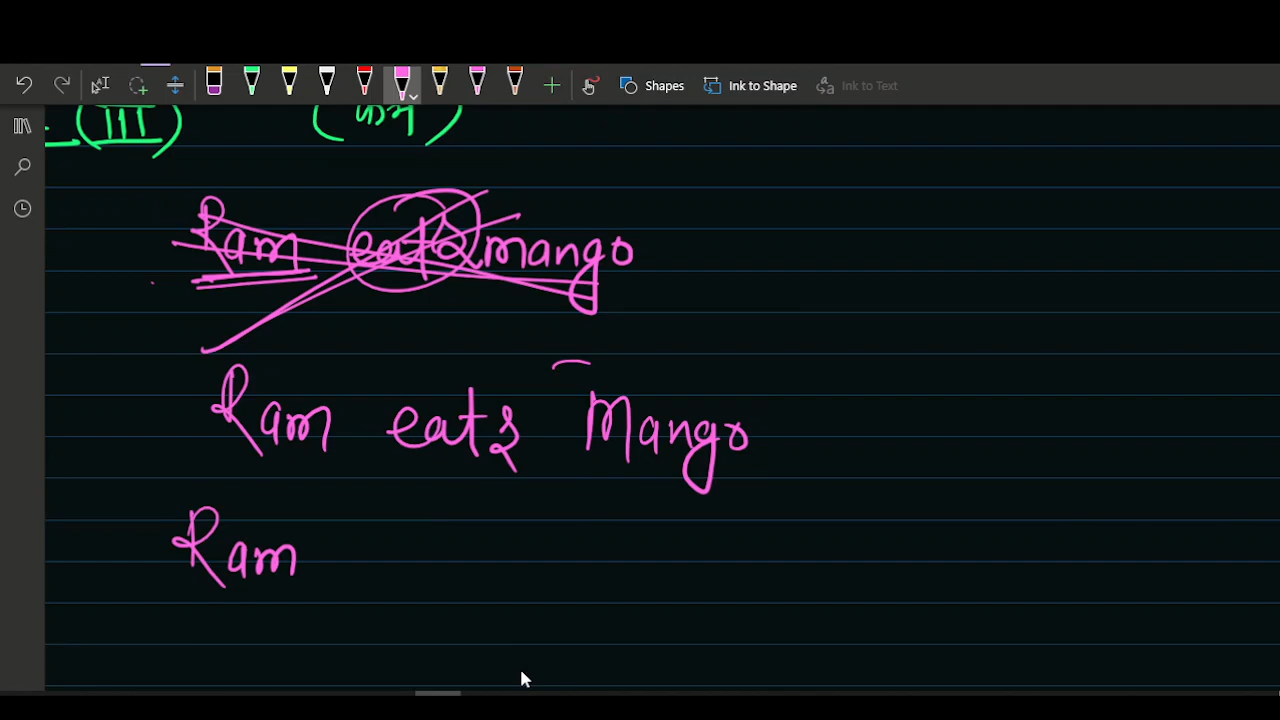 Shapes Ink to Shape Ink to Text
(III)
Ram eats mango
Ram eats Mango
Ram